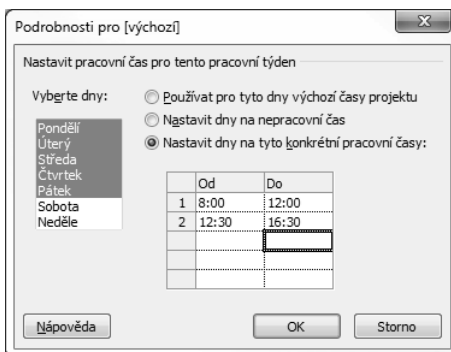 Podrobnosti pro [výchozí]
Nastavit pracovní čas pro tento pracovní týden
Vyberte dny:
Pondělí
Úterý
Středa
Čtvrtek
Pátek
Sobota
Neděle
Používat pro tyto dny výchozí časy projektu
Nastavit dny na nepracovní čas
Nastavit dny na tyto konkrétní pracovní časy:
Od Do
1 8:00 12:00
2 12:30 16:30
Nápověda OK Storno